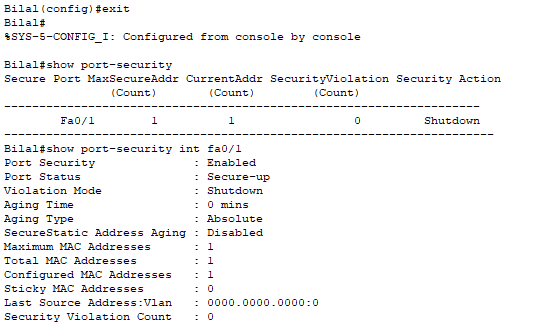 Bilal(config)#exit
Bilal#
%SYS-5-CONFIG_I: Configured from console by console
Bilal#show port-security
Secure Port MaxSecureAddr CurrentAddr SecurityViolation Security Action
(Count) (Count) (Count)
--------------------------------------------------------------------
Fa0/1 1 1 0 Shutdown
----------------------------------------------------------------------
Bilal#show port-security int fa0/1
Port Security : Enabled
Port Status : Secure-up
Violation Mode : Shutdown
Aging Time : 0 mins
Aging Type : Absolute
SecureStatic Address Aging : Disabled
Maximum MAC Addresses : 1
Total MAC Addresses : 1
Configured MAC Addresses : 1
Sticky MAC Addresses : 0
Last Source Address:Vlan : 0000.0000.0000:0
Security Violation Count : 0